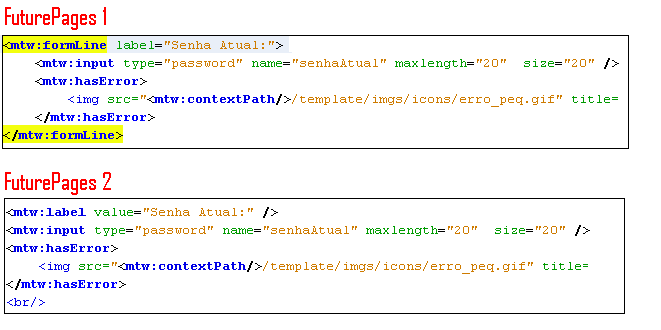 FuturePages 1
<mtw:formLine label="Senha Atual:">
<mtw:input type="password" name="senhaAtual" maxlength="20"  size="20" />
<mtw:hasError>
<img src="<mtw:contextPath/>/template/imgs/icons/erro_peq.gif" title=
</mtw:hasError>
</mtw:formLine>
FuturePages 2
<mtw:label value="Senha Atual:" />
<mtw:input type="password" name="senhaAtual" maxlength="20"  size="20" />
<mtw:hasError>
<img src="<mtw:contextPath/>/template/imgs/icons/erro_peq.gif" title=
</mtw:hasError>
<br/>